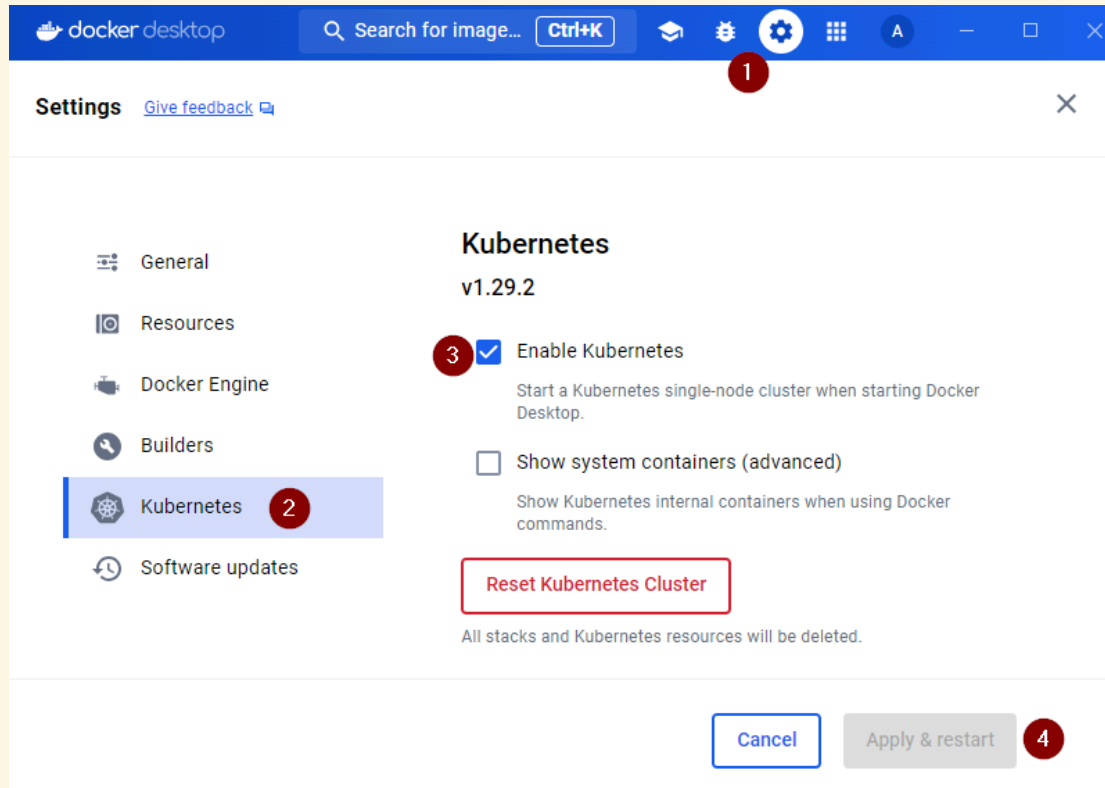 docker desktop Search for image... Ctrl+K A
1
Settings Give feedback
General
Resources
Docker Engine
Builders
Kubernetes 2
Software updates
Kubernetes
v1.29.2
3 Enable Kubernetes
Start a Kubernetes single-node cluster when starting Docker
Desktop.
Show system containers (advanced)
Show Kubernetes internal containers when using Docker
commands.
Reset Kubernetes Cluster
All stacks and Kubernetes resources will be deleted.
Cancel Apply & restart 4